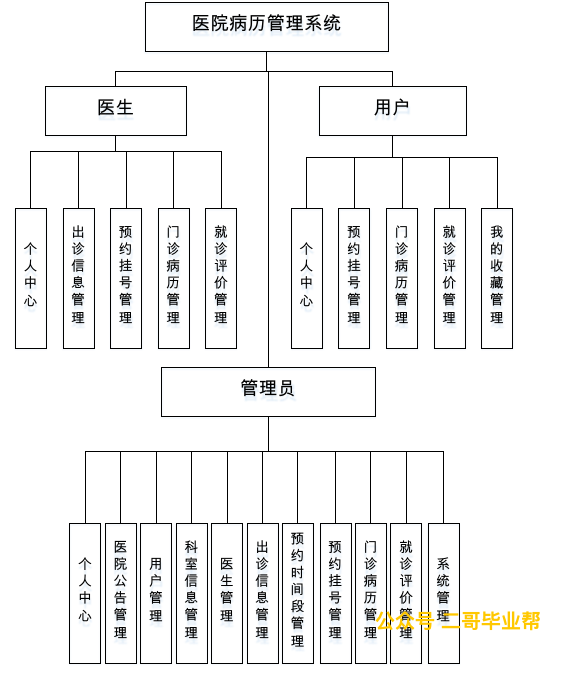 医院病历管理系统
医生
用户
个人中心
出诊信息管理
预约挂号管理
门诊病历管理
就诊评价管理
个人中心
预约挂号管理
门诊病历管理
就诊评价管理
我的收藏管理
管理员
个人中心
医院公告管理
用户管理
科室信息管理
医生管理
出诊信息管理
预约时间段管理
预约挂号管理
门诊病历管理
就诊评价管理
系统管理
公众号 二哥毕业帮